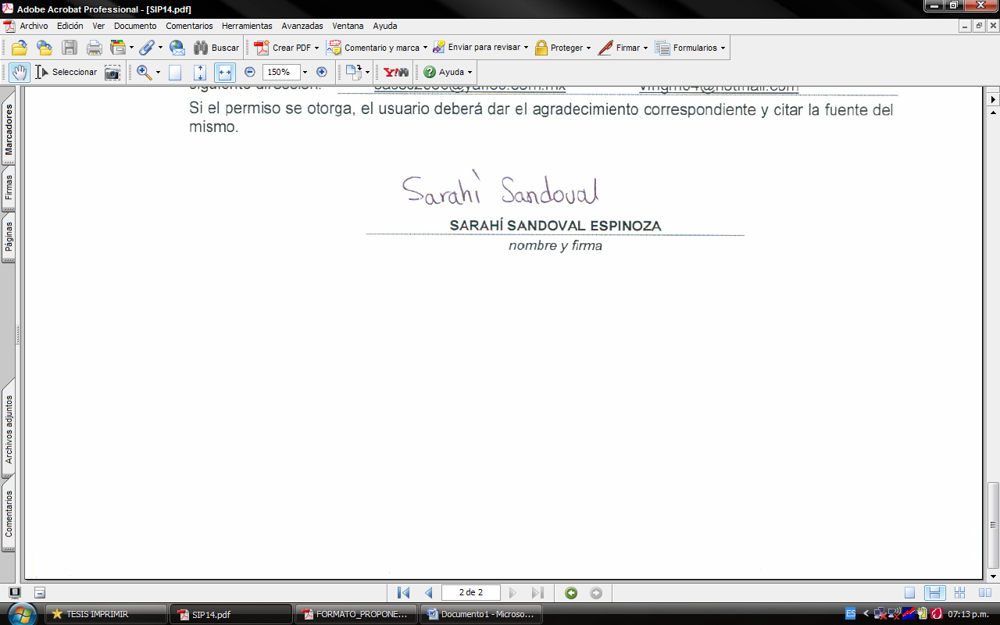 Adobe Acrobat Professional - [SIP14.pdf]
Archivo Edición Ver Documento Comentarios Herramientas Avanzadas Ventana Ayuda
Buscar Crear PDF Comentario y marca Enviar para revisar Proteger Firmar Formularios
Seleccionar 150% Y! Ayuda
siguiente dirección:
Si el permiso se otorga, el usuario deberá dar el agradecimiento correspondiente y citar la fuente del
mismo.
Sarahì Sandoval
SARAHÍ SANDOVAL ESPINOZA
nombre y firma
Marcadores
Firmas
Páginas
Archivos adjuntos
Comentarios
2 de 2
TESIS IMPRIMIR SIP14.pdf FORMATO_PROPONE... Documento1 - Microso... ES 07:13 p.m.